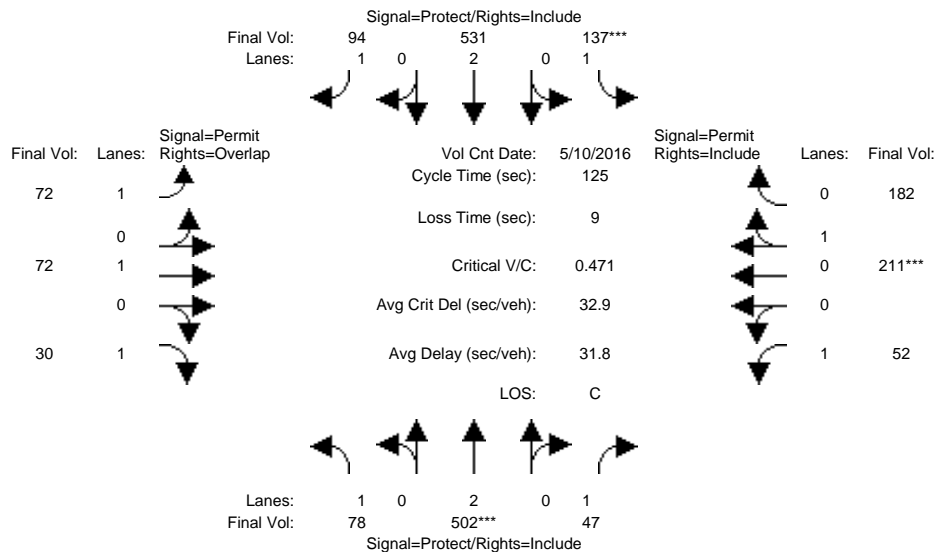 Signal=Protect/Rights=Include
Final Vol: 94 531 137***
Lanes: 1 0 2 0 1
Signal=Permit Signal=Permit
Final Vol: Lanes: Rights=Overlap Vol Cnt Date: 5/10/2016 Rights=Include Lanes: Final Vol:
Cycle Time (sec): 125
72 1 0 182
Loss Time (sec): 9
0 1
72 1 Critical V/C: 0.471 0 211***
0 Avg Crit Del (sec/veh): 32.9 0
30 1 Avg Delay (sec/veh): 31.8 1 52
LOS: C
Lanes: 1 0 2 0 1
Final Vol: 78 502*** 47
Signal=Protect/Rights=Include